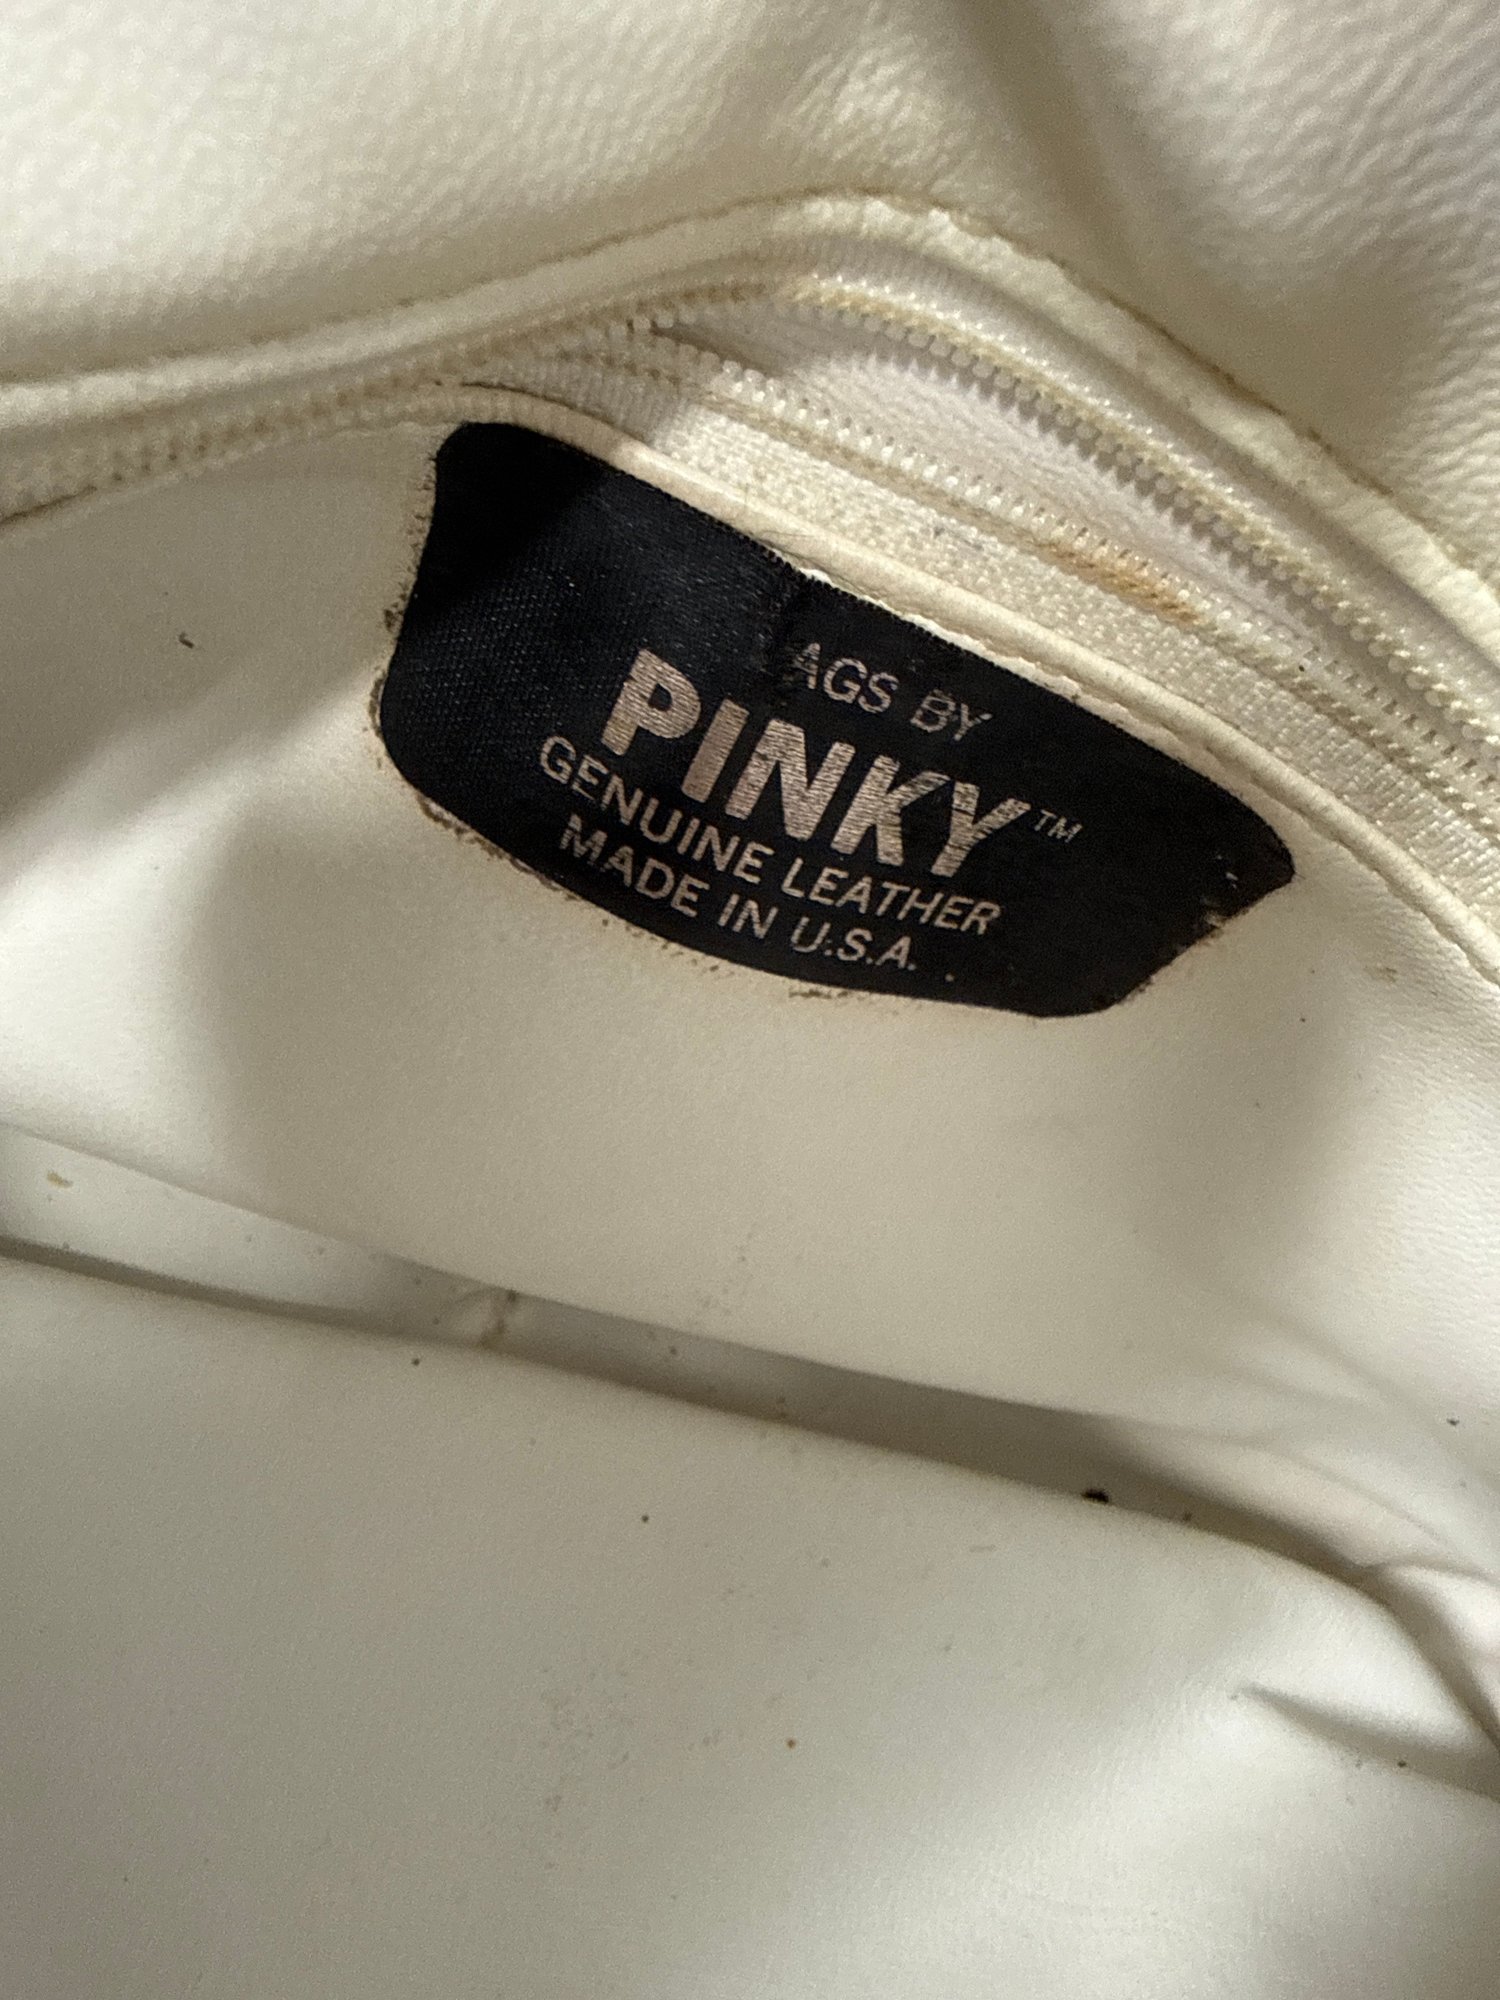 AGS BY
PINKY™
GENUINE LEATHER
MADE IN U.S.A.